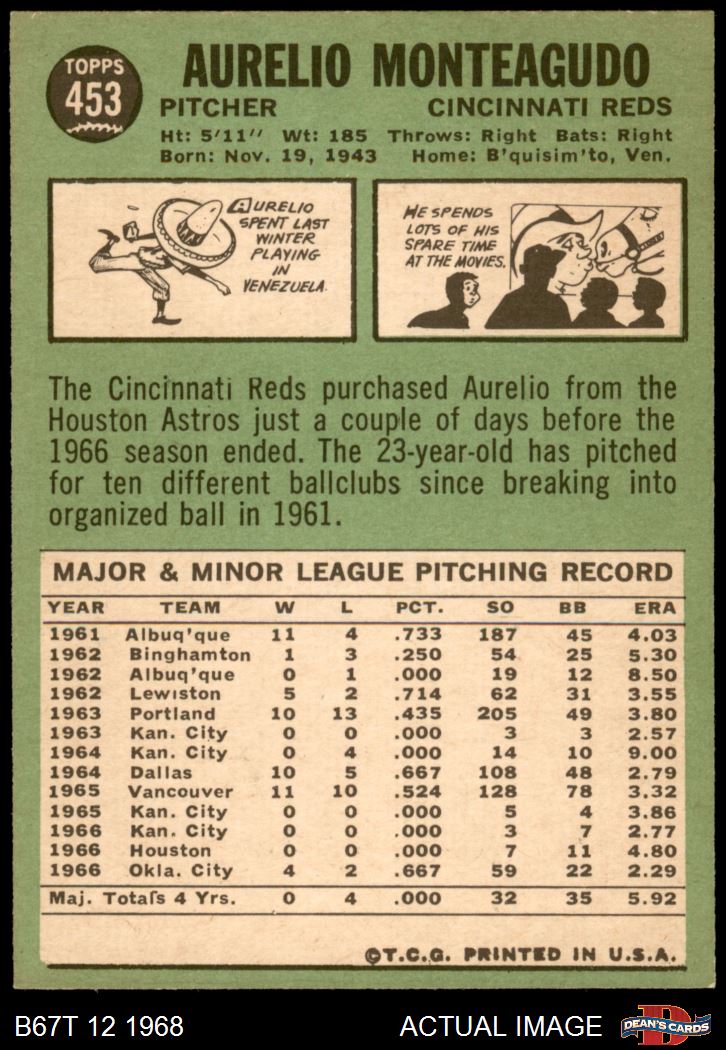 TOPPS
453
AURELIO MONTEAGUDO
PITCHER CINCINNATI REDS
Ht: 5'11" Wt: 185 Throws: Right Bats: Right
Born: Nov. 19, 1943 Home: B'quisim'to, Ven.
AURELIO
SPENT LAST
WINTER
PLAYING
IN
VENEZUELA.
HE SPENDS
LOTS OF HIS
SPARE TIME
AT THE MOVIES.
The Cincinnati Reds purchased Aurelio from the
Houston Astros just a couple of days before the
1966 season ended. The 23-year-old has pitched
for ten different ballclubs since breaking into
organized ball in 1961.
MAJOR & MINOR LEAGUE PITCHING RECORD
YEAR TEAM W L PCT. SO BB ERA
1961 Albuq'que 11 4 .733 187 45 4.03
1962 Binghamton 1 3 .250 54 25 5.30
1962 Albuq'que 0 1 .000 19 12 8.50
1962 Lewiston 5 2 .714 62 31 3.55
1963 Portland 10 13 .435 205 49 3.80
1963 Kan. City 0 0 .000 3 3 2.57
1964 Kan. City 0 4 .000 14 10 9.00
1964 Dallas 10 5 .667 108 48 2.79
1965 Vancouver 11 10 .524 128 78 3.32
1965 Kan. City 0 0 .000 5 4 3.86
1966 Kan. City 0 0 .000 3 7 2.77
1966 Houston 0 0 .000 7 11 4.80
1966 Okla. City 4 2 .667 59 22 2.29
Maj. Totals 4 Yrs. 0 4 .000 32 35 5.92
©T.C.G. PRINTED IN U.S.A.
B67T 12 1968 ACTUAL IMAGE D DEAN'S CARDS